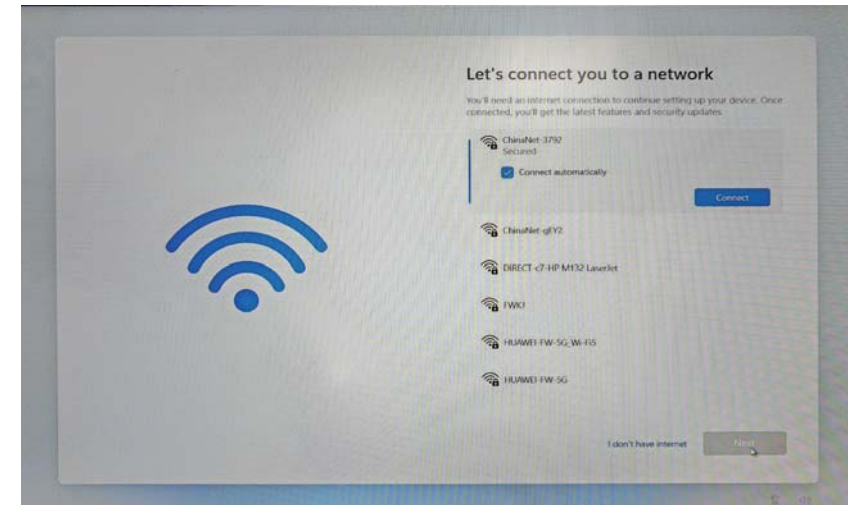 Let's connect you to a network
You'll need an internet connection to continue setting up your device. Once
connected, you'll get the latest features and security updates.
ChinaNet-3792
Secured
Connect automatically
Connect
ChinaNet-gEY2
DIRECT-c7-HP M132 LaserJet
FWKJ
HUAWEI-FW-5G_Wi-Fi5
HUAWEI-FW-5G
I don't have internet
Next